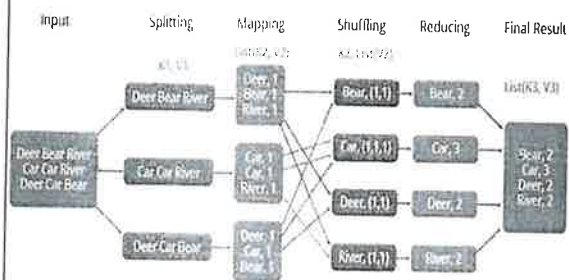 Input
Splitting
Mapping
Shuffling
Reducing
Final Result
K1, V1
List(K2, V2)
K2, List(V2)
List(K3, V3)
Deer Bear River
Car Car River
Deer Car Bear
Deer Bear River
Car Car River
Deer Car Bear
Deer, 1
Bear, 1
River, 1
Car, 1
Car, 1
River, 1
Deer, 1
Car, 1
Bear, 1
Bear, (1,1)
Car, (1,1,1)
Deer, (1,1)
River, (1,1)
Bear, 2
Car, 3
Deer, 2
River, 2
Bear, 2
Car, 3
Deer, 2
River, 2